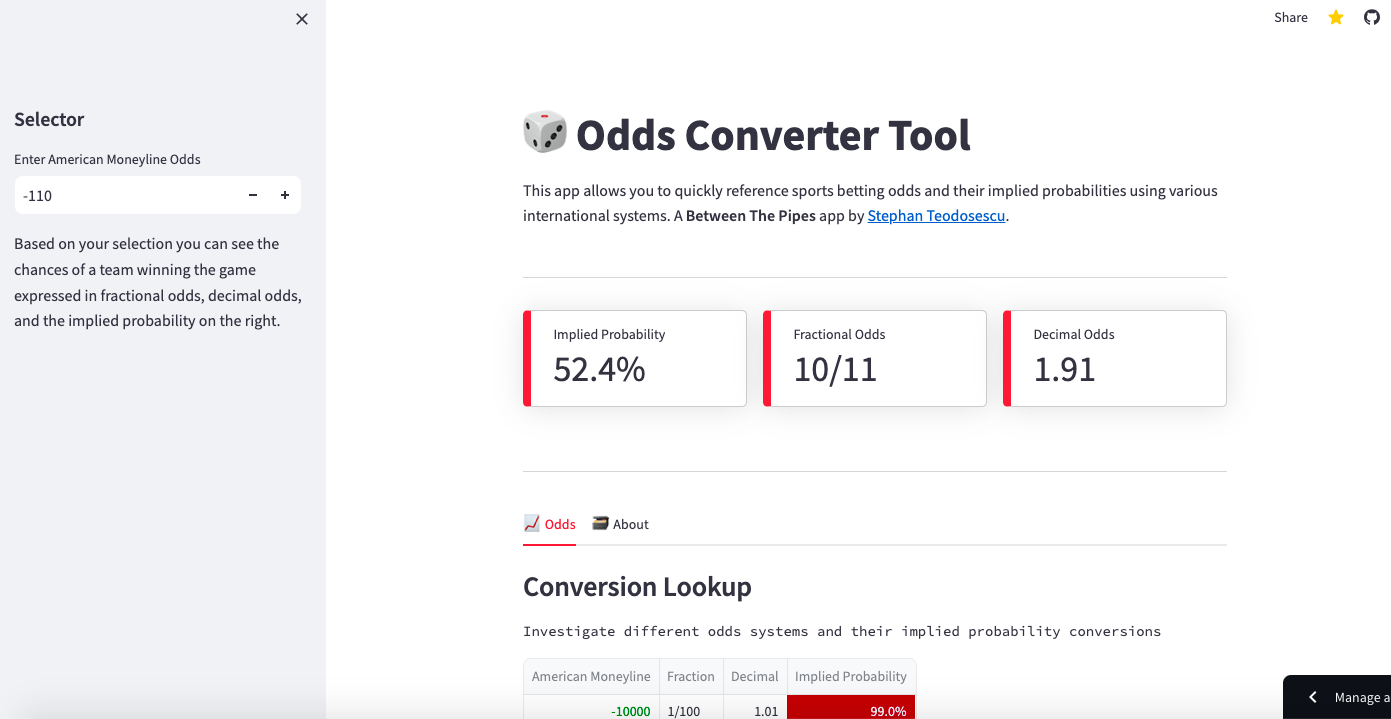 Share
Selector
Enter American Moneyline Odds
-110
Based on your selection you can see the
chances of a team winning the game
expressed in fractional odds, decimal odds,
and the implied probability on the right.
Odds Converter Tool
This app allows you to quickly reference sports betting odds and their implied probabilities using various
international systems. A Between The Pipes app by Stephan Teodosescu.
Implied Probability
52.4%
Fractional Odds
10/11
Decimal Odds
1.91
Odds About
Conversion Lookup
Investigate different odds systems and their implied probability conversions
American Moneyline Fraction Decimal Implied Probability
-10000 1/100 1.01 99.0%
Manage a